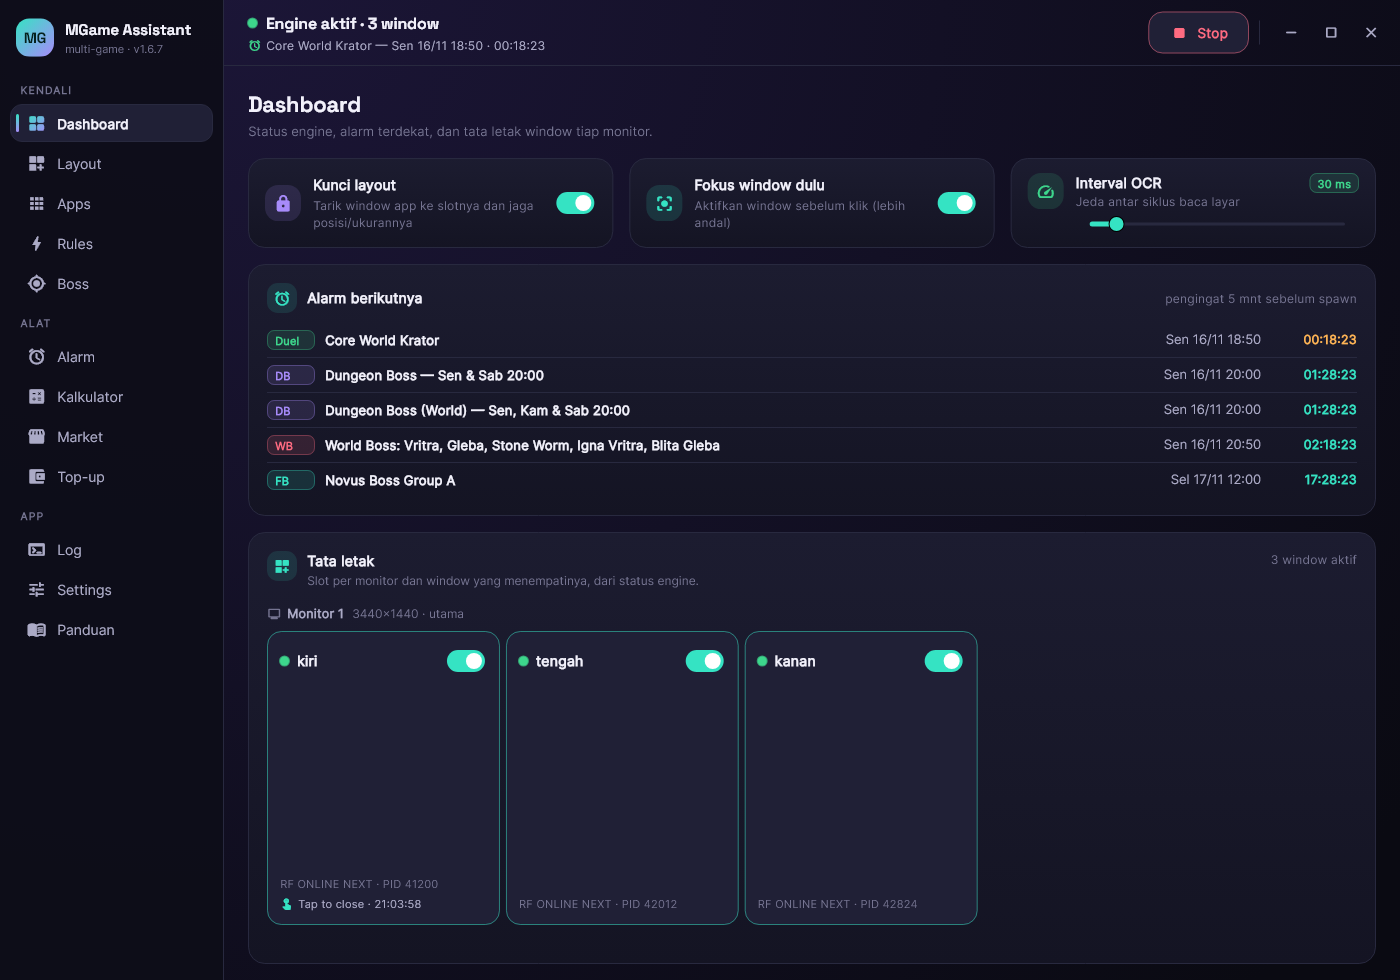 MG
MGame Assistant
multi-game · v1.6.7
KENDALI
Dashboard
Layout
Apps
Rules
Boss
ALAT
Alarm
Kalkulator
Market
Top-up
APP
Log
Settings
Panduan
Engine aktif · 3 window
Core World Krator — Sen 16/11 18:50 · 00:18:23
Stop
Dashboard
Status engine, alarm terdekat, dan tata letak window tiap monitor.
Kunci layout
Tarik window app ke slotnya dan jaga
posisi/ukurannya
Fokus window dulu
Aktifkan window sebelum klik (lebih
andal)
Interval OCR
30 ms
Jeda antar siklus baca layar
Alarm berikutnya
pengingat 5 mnt sebelum spawn
Duel Core World Krator Sen 16/11 18:50 00:18:23
DB Dungeon Boss — Sen & Sab 20:00 Sen 16/11 20:00 01:28:23
DB Dungeon Boss (World) — Sen, Kam & Sab 20:00 Sen 16/11 20:00 01:28:23
WB World Boss: Vritra, Gleba, Stone Worm, Igna Vritra, Blita Gleba Sen 16/11 20:50 02:18:23
FB Novus Boss Group A Sel 17/11 12:00 17:28:23
Tata letak
3 window aktif
Slot per monitor dan window yang menempatinya, dari status engine.
Monitor 1 3440×1440 · utama
kiri
RF ONLINE NEXT · PID 41200
Tap to close · 21:03:58
tengah
RF ONLINE NEXT · PID 42012
kanan
RF ONLINE NEXT · PID 42824